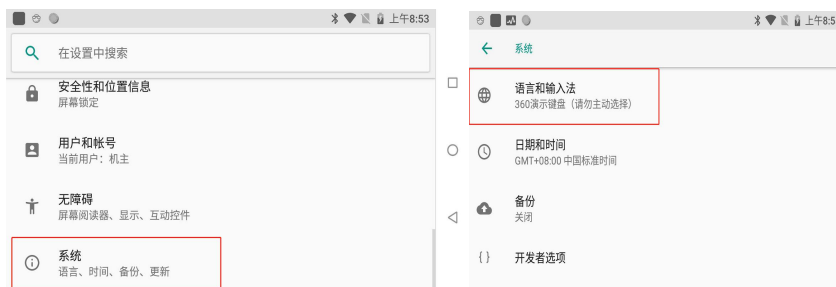 上午8:53
在设置中搜索
安全性和位置信息
屏幕锁定
用户和帐号
当前用户：机主
无障碍
屏幕阅读器、显示、互动控件
系统
语言、时间、备份、更新
上午8:5
系统
语言和输入法
360演示键盘（请勿主动选择）
日期和时间
GMT+08:00 中国标准时间
备份
关闭
{ } 开发者选项